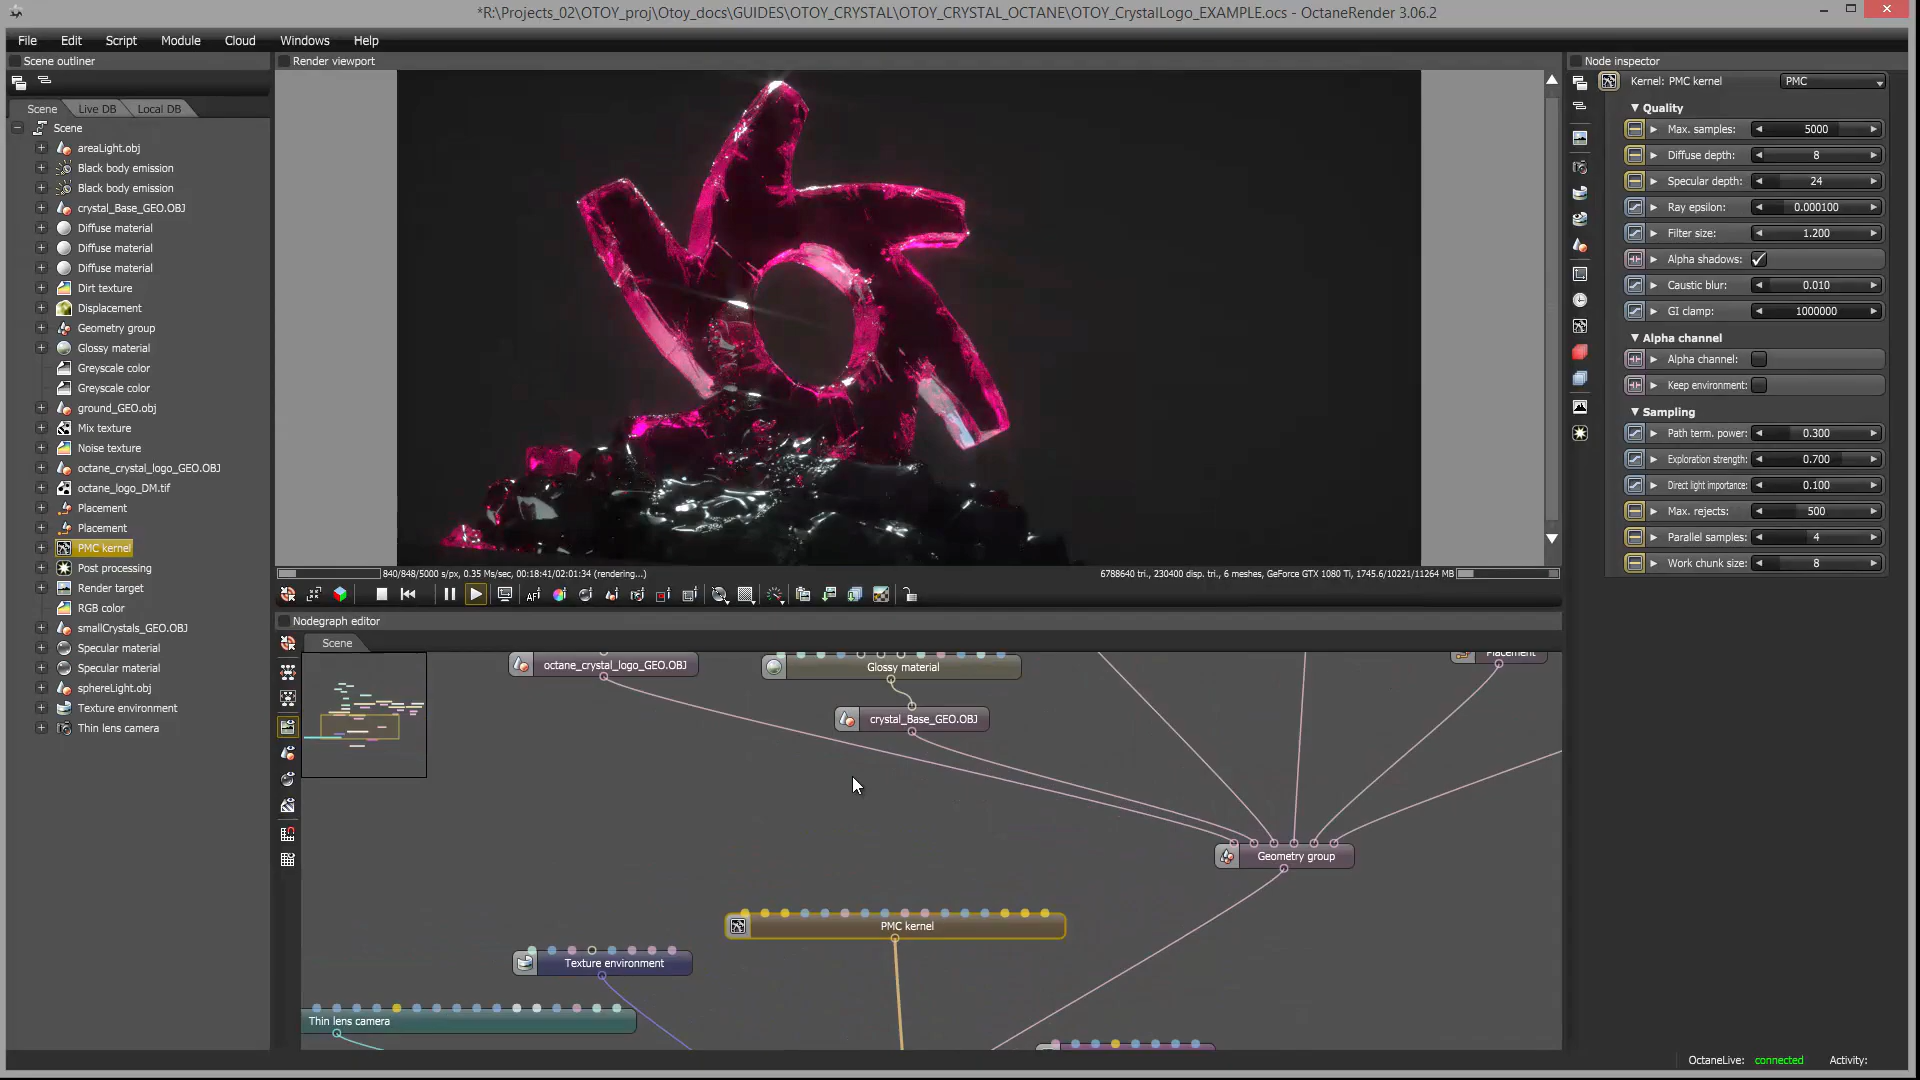 *R:\Projects_02\OTOY_proj\Otoy_docs\GUIDES\OTOY_CRYSTAL\OTOY_CRYSTAL_OCTANE\OTOY_CrystalLogo_EXAMPLE.ocs - OctaneRender 3.06.2
File Edit Script Module Cloud Windows Help
Scene outliner
Scene Live DB Local DB
Scene
areaLight.obj
Black body emission
Black body emission
crystal_Base_GEO.OBJ
Diffuse material
Diffuse material
Diffuse material
Dirt texture
Displacement
Geometry group
Glossy material
Greyscale color
Greyscale color
ground_GEO.obj
Mix texture
Noise texture
octane_crystal_logo_GEO.OBJ
octane_logo_DM.tif
Placement
Placement
PMC kernel
Post processing
Render target
RGB color
smallCrystals_GEO.OBJ
Specular material
Specular material
sphereLight.obj
Texture environment
Thin lens camera
Render viewport
840/848/5000 s/px, 0.35 Ms/sec, 00:18:41/02:01:34 (rendering...)
6788640 tri., 230400 disp. tri., 6 meshes, GeForce GTX 1080 Ti, 1745.6/10221/11264 MB
AF
Nodegraph editor
Scene
octane_crystal_logo_GEO.OBJ
Glossy material
Placement
crystal_Base_GEO.OBJ
Geometry group
PMC kernel
Texture environment
Thin lens camera
Node inspector
Kernel: PMC kernel PMC
Quality
Max. samples: 5000
Diffuse depth: 8
Specular depth: 24
Ray epsilon: 0.000100
Filter size: 1.200
Alpha shadows:
Caustic blur: 0.010
GI clamp: 1000000
Alpha channel
Alpha channel:
Keep environment:
Sampling
Path term. power: 0.300
Exploration strength: 0.700
Direct light importance: 0.100
Max. rejects: 500
Parallel samples: 4
Work chunk size: 8
OctaneLive: connected Activity: